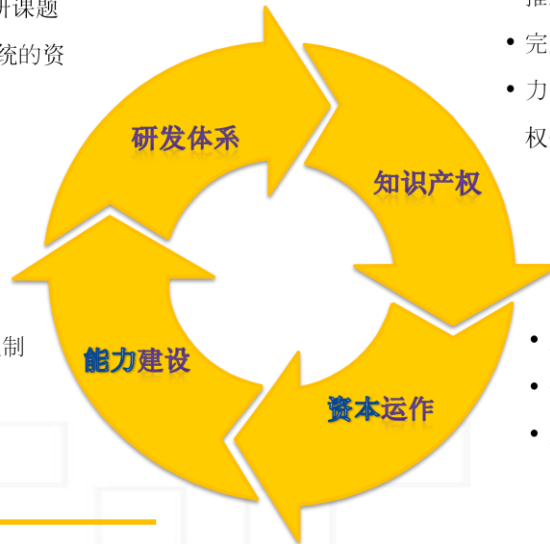 研课题
统的资
研发体系
知识产权
能力建设
资本运作
完
力
权
制